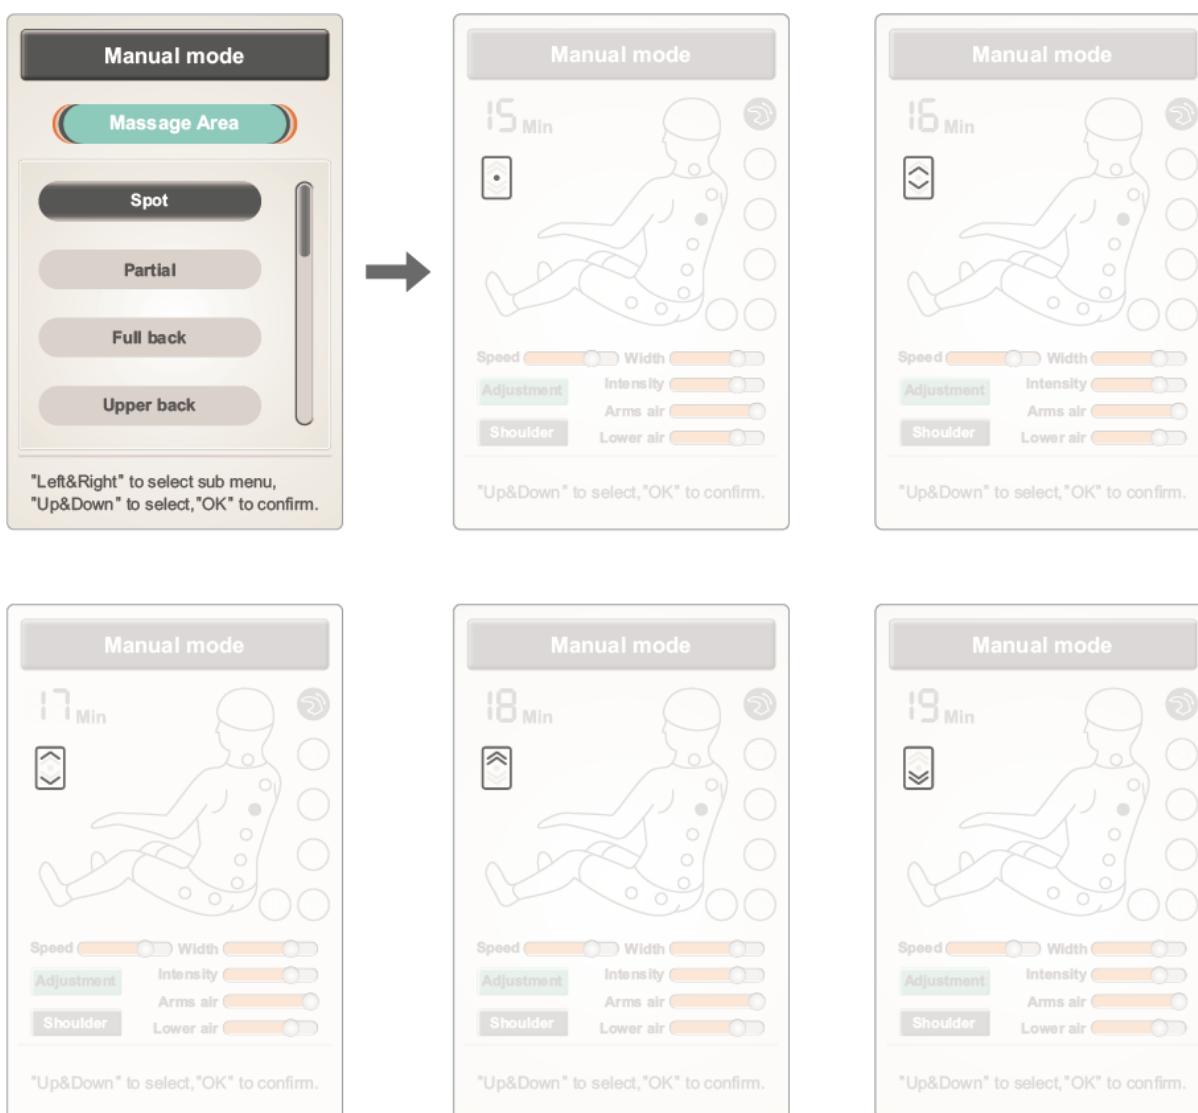 Manual mode
Massage Area
Spot
Partial
Full back
Upper back
"Left&Right" to select sub menu,
"Up&Down" to select,"OK" to confirm.
Manual mode
15 Min
Speed Width
Adjustment Intensity
Arms air
Shoulder Lower air
"Up&Down" to select,"OK" to confirm.
Manual mode
16 Min
Speed Width
Adjustment Intensity
Arms air
Shoulder Lower air
"Up&Down" to select,"OK" to confirm.
Manual mode
17 Min
Speed Width
Adjustment Intensity
Arms air
Shoulder Lower air
"Up&Down" to select,"OK" to confirm.
Manual mode
18 Min
Speed Width
Adjustment Intensity
Arms air
Shoulder Lower air
"Up&Down" to select,"OK" to confirm.
Manual mode
19 Min
Speed Width
Adjustment Intensity
Arms air
Shoulder Lower air
"Up&Down" to select,"OK" to confirm.